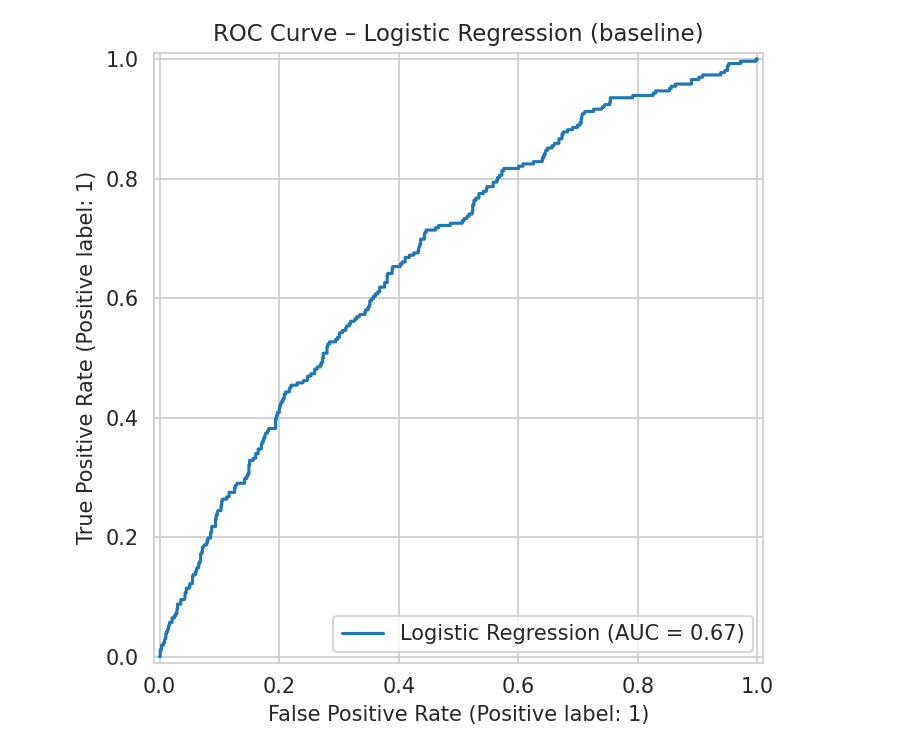 ROC Curve – Logistic Regression (baseline)
True Positive Rate (Positive label: 1)
1.0
0.8
0.6
0.4
0.2
0.0
Logistic Regression (AUC = 0.67)
0.0 0.2 0.4 0.6 0.8 1.0
False Positive Rate (Positive label: 1)